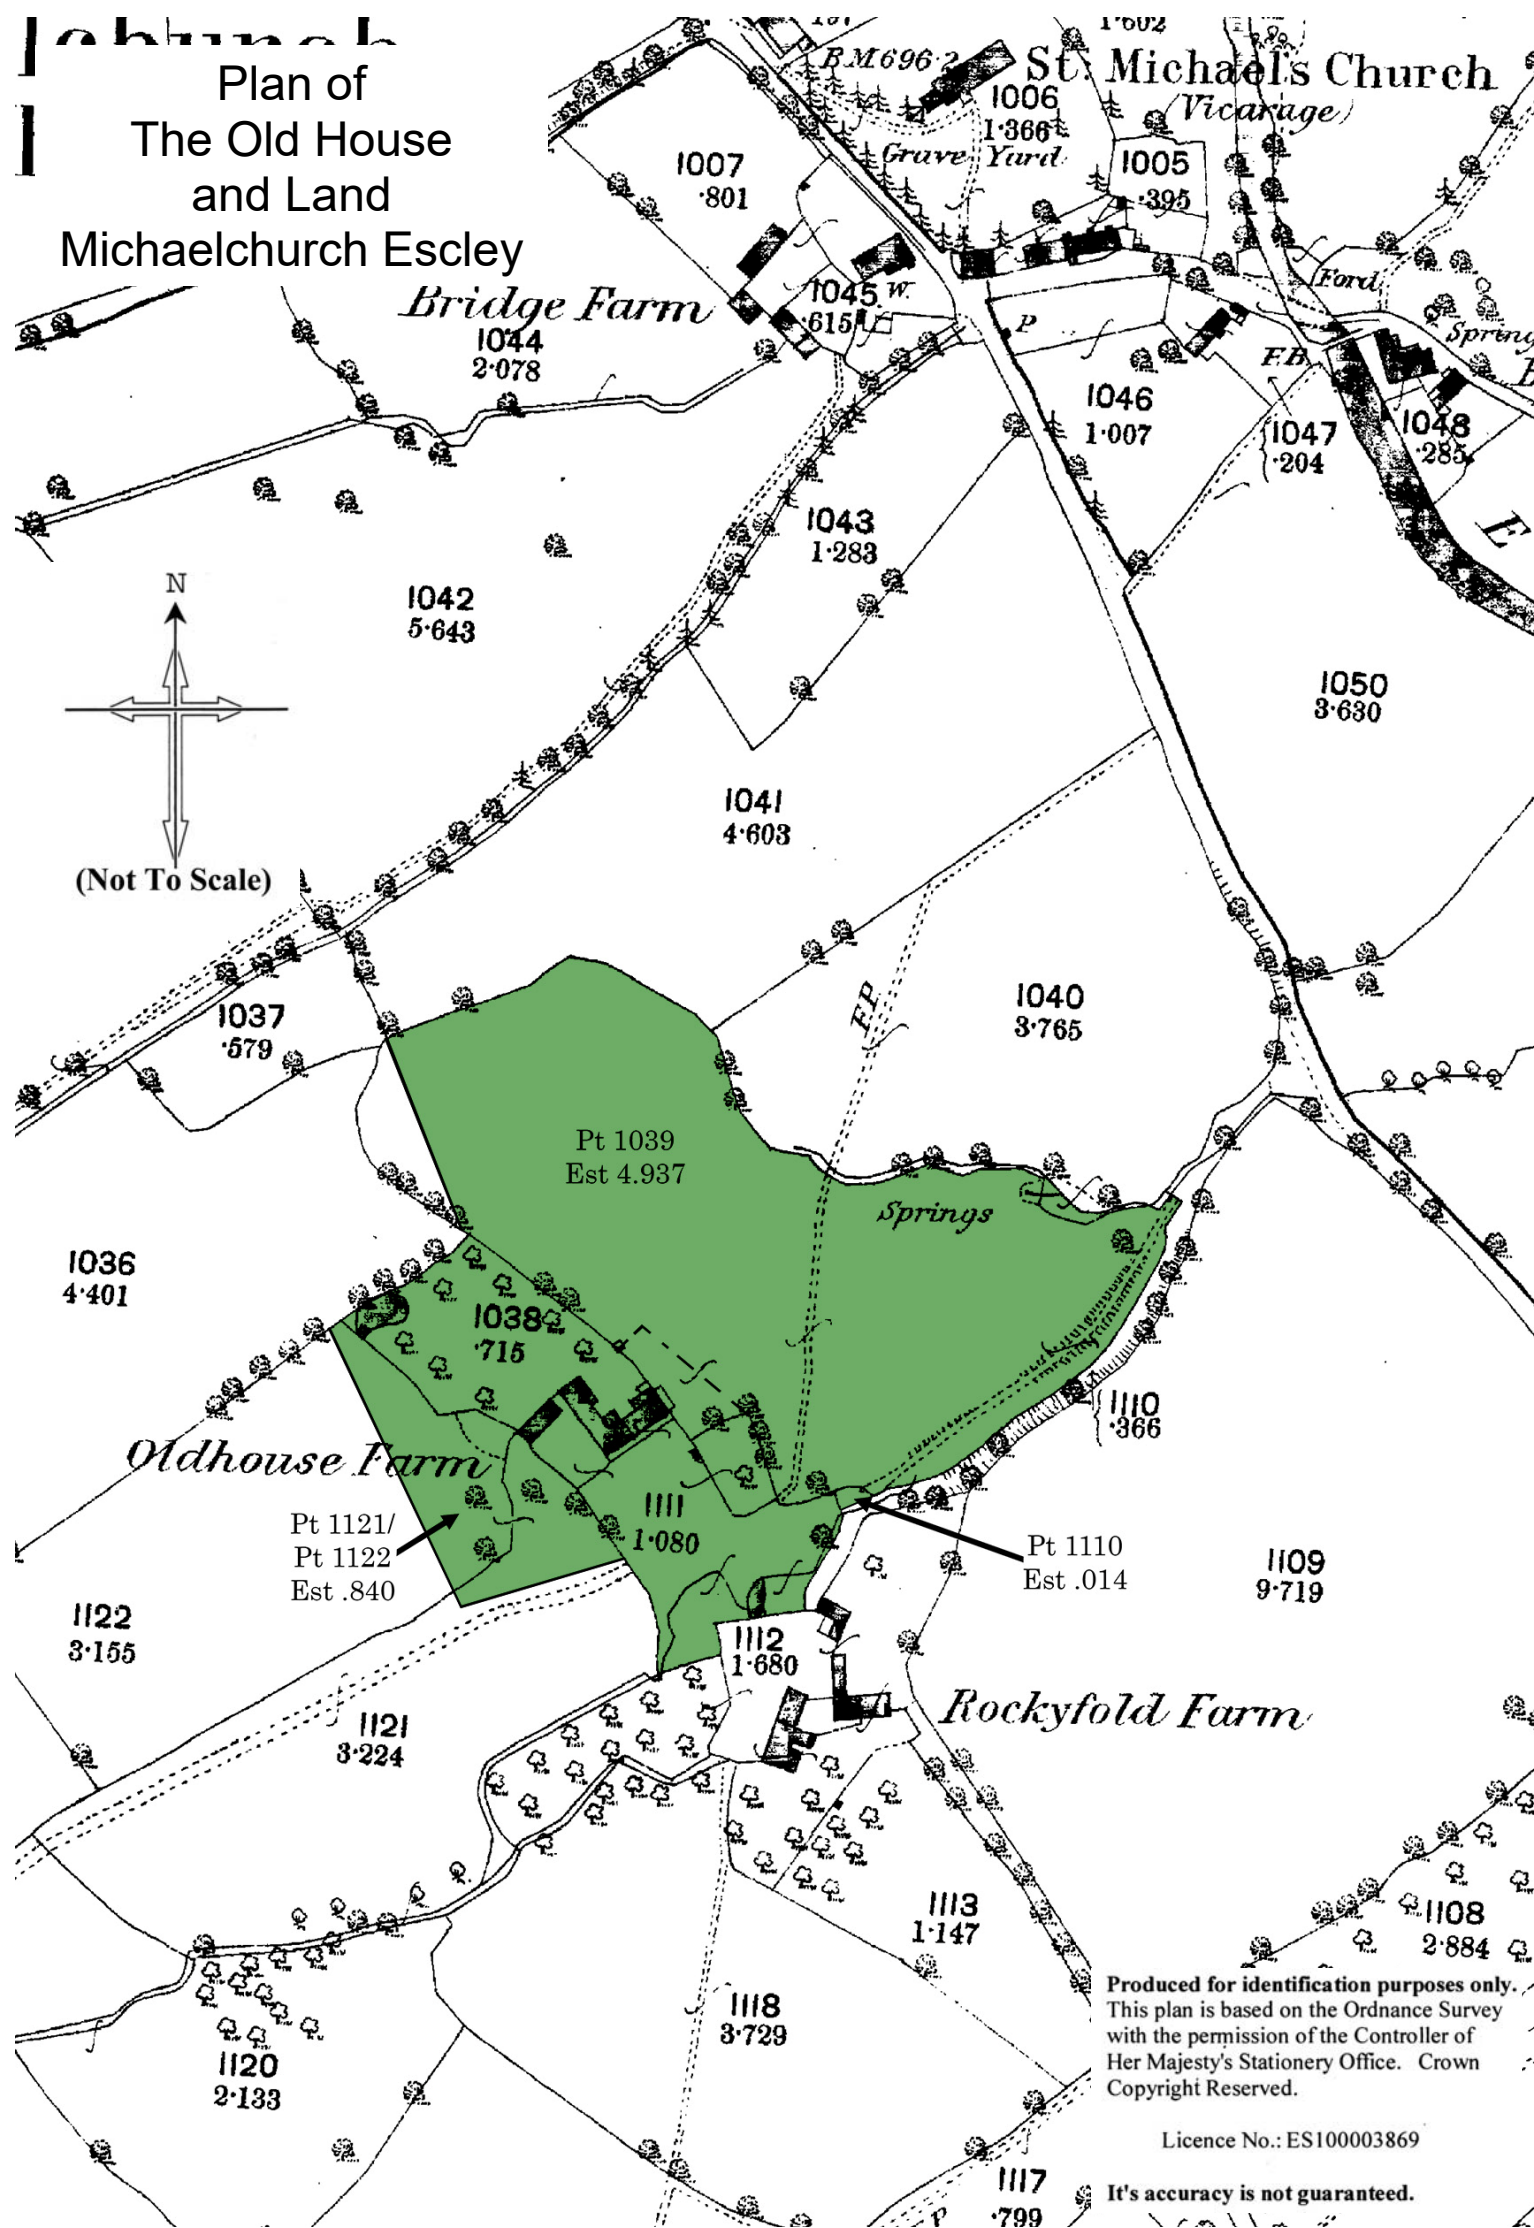 Plan of
The Old House
and Land
Michaelchurch Escley
B.M 696·2
St. Michael's Church
(Vicarage)
1·602
1006
1·366
Grave Yard
1005
·395
1007
·801
Bridge Farm
1045
·615
W.
P
Ford
F.B.
Spring
1044
2·078
1046
1·007
1047
·204
1048
·285
E
1043
1·283
1042
5·643
N
(Not To Scale)
1050
3·630
1041
4·603
F.P.
1040
3·765
1037
·579
Pt 1039
Est 4.937
Springs
1036
4·401
1038
·715
1110
·366
Oldhouse Farm
1111
1·080
Pt 1121/
Pt 1122
Est .840
Pt 1110
Est .014
1109
9·719
1122
3·155
1112
1·680
Rockyfold Farm
1121
3·224
1113
1·147
1108
2·884
1118
3·729
1120
2·133
1117
·799
Produced for identification purposes only.
This plan is based on the Ordnance Survey
with the permission of the Controller of
Her Majesty's Stationery Office. Crown
Copyright Reserved.
Licence No.: ES100003869
It's accuracy is not guaranteed.